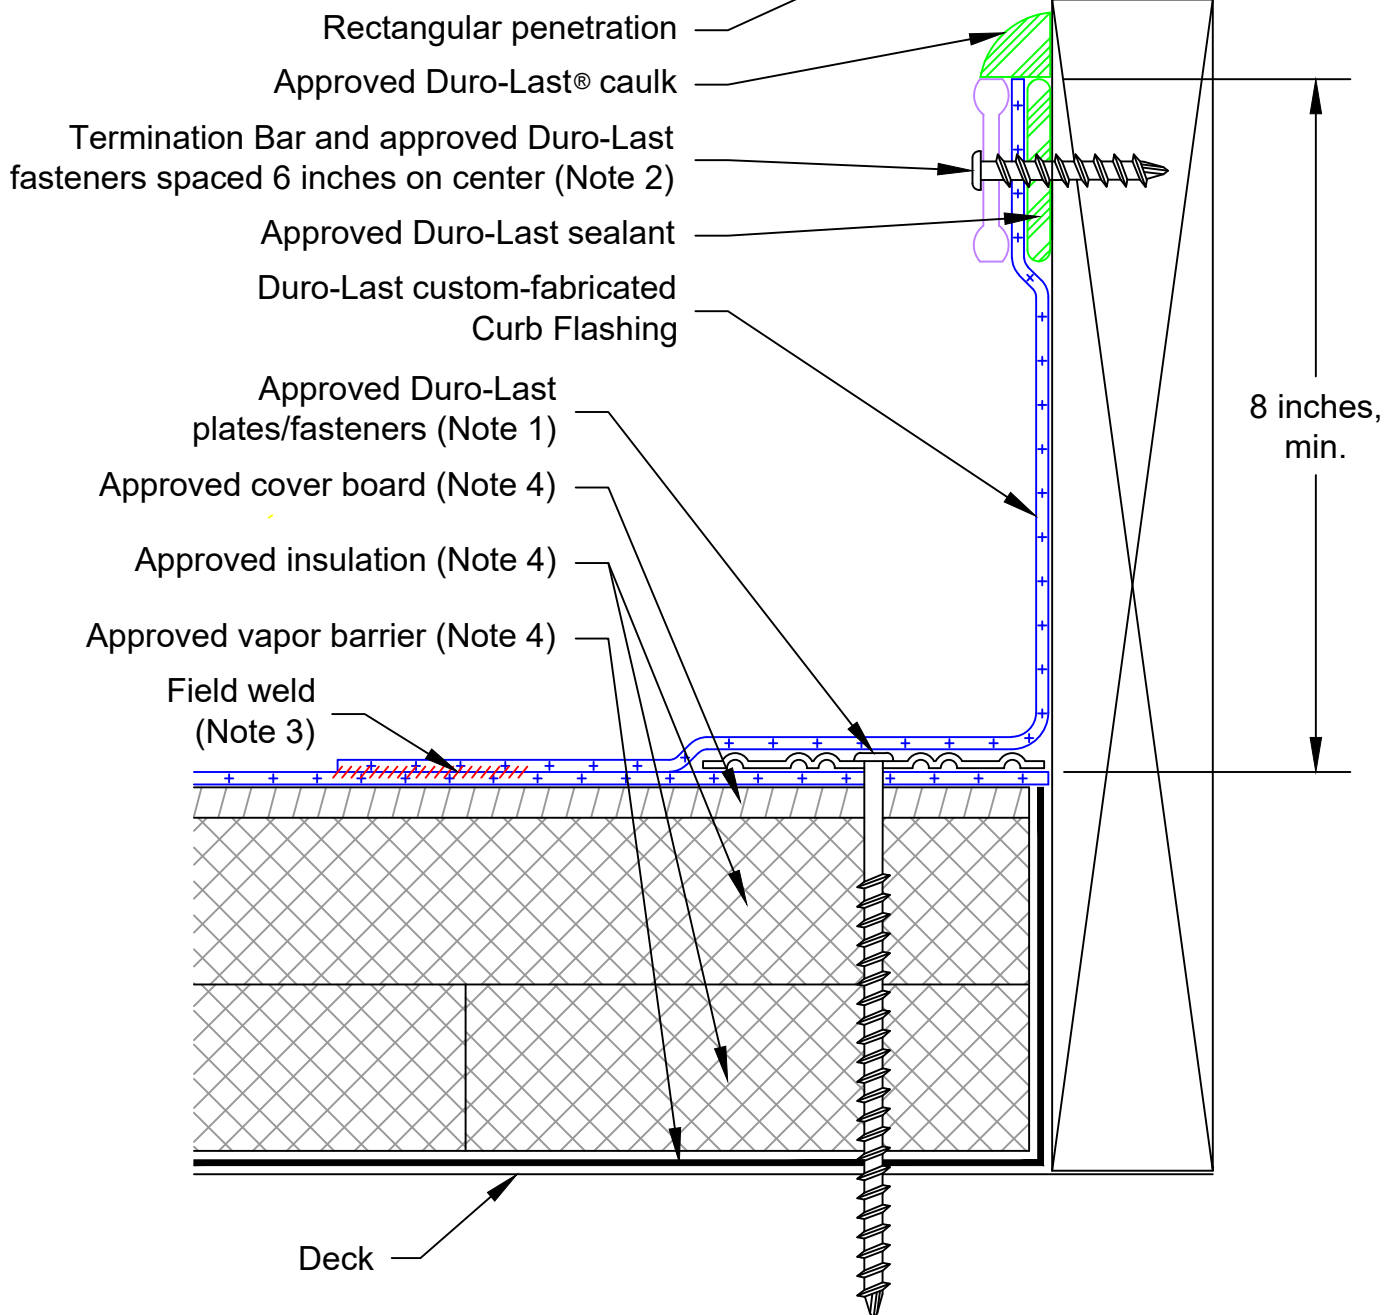 Rectangular penetration
Approved Duro-Last® caulk
Termination Bar and approved Duro-Last
fasteners spaced 6 inches on center (Note 2)
Approved Duro-Last sealant
Duro-Last custom-fabricated
Curb Flashing
Approved Duro-Last
plates/fasteners (Note 1)
8 inches,
min.
Approved cover board (Note 4)
Approved insulation (Note 4)
Approved vapor barrier (Note 4)
Field weld
(Note 3)
Deck